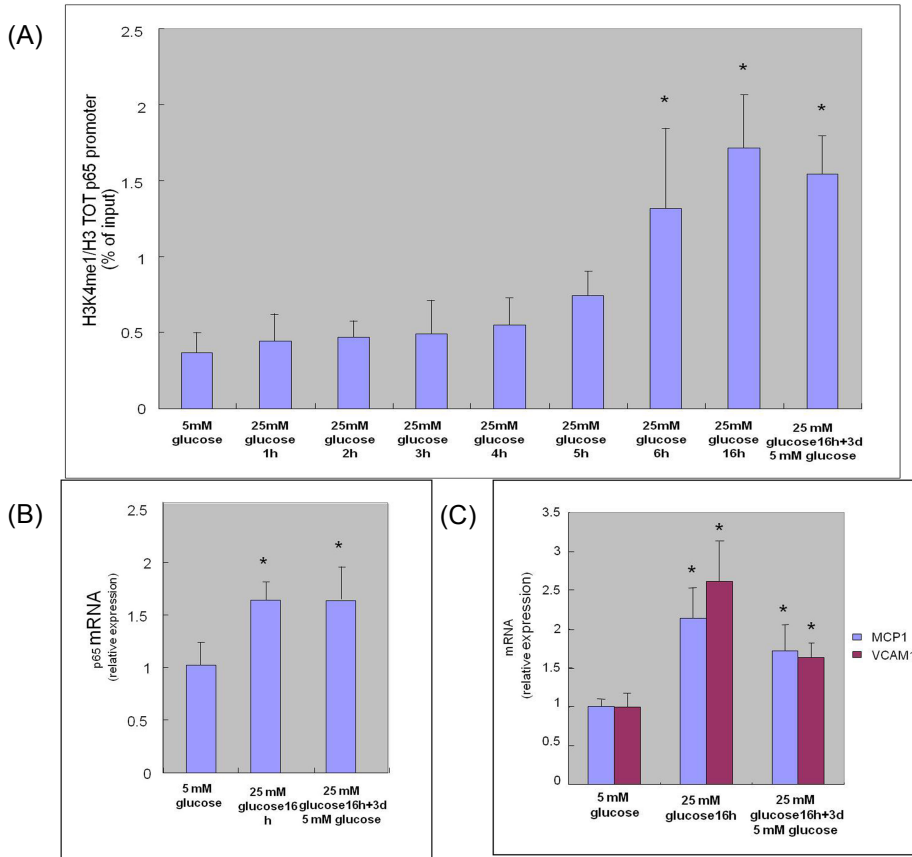 (A)
H3K4me1/H3 TOT p65 promoter
(% of input)
2.5
2
1.5
1
0.5
0
*
*
*
5mM
glucose
25mM
glucose
1h
25mM
glucose
2h
25mM
glucose
3h
25mM
glucose
4h
25mM
glucose
5h
25mM
glucose
6h
25mM
glucose
16h
25 mM
glucose16h+3d
5 mM glucose
(B)
p65 mRNA
(relative expression)
2.5
2
1.5
1
0.5
0
*
*
5 mM
glucose
25 mM
glucose16
h
25 mM
glucose16h+3d
5 mM glucose
(C)
mRNA
(relative expression)
3.5
3
2.5
2
1.5
1
0.5
0
*
*
*
*
5 mM
glucose
25 mM
glucose16h
25 mM
glucose16h+3d
5 mM glucose
MCP1
VCAM1